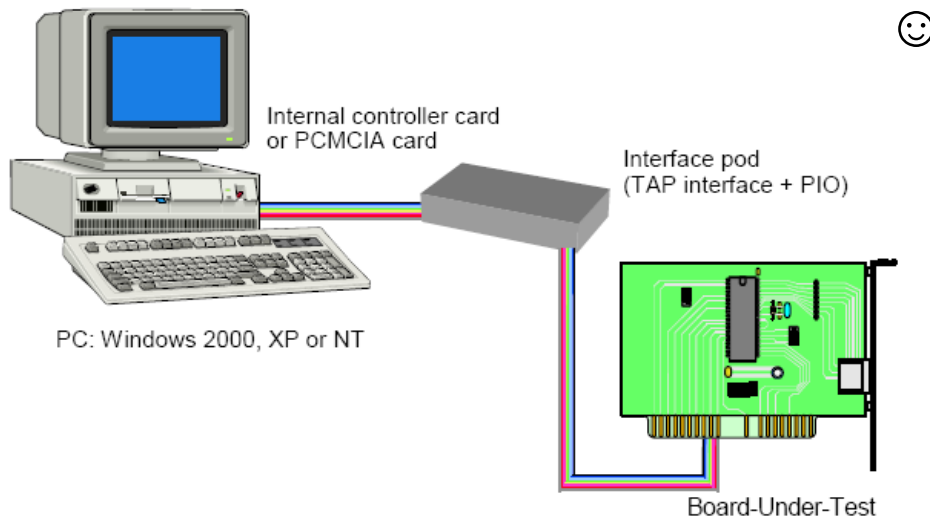 Internal controller card
or PCMCIA card
Interface pod
(TAP interface + PIO)
PC: Windows 2000, XP or NT
Board-Under-Test